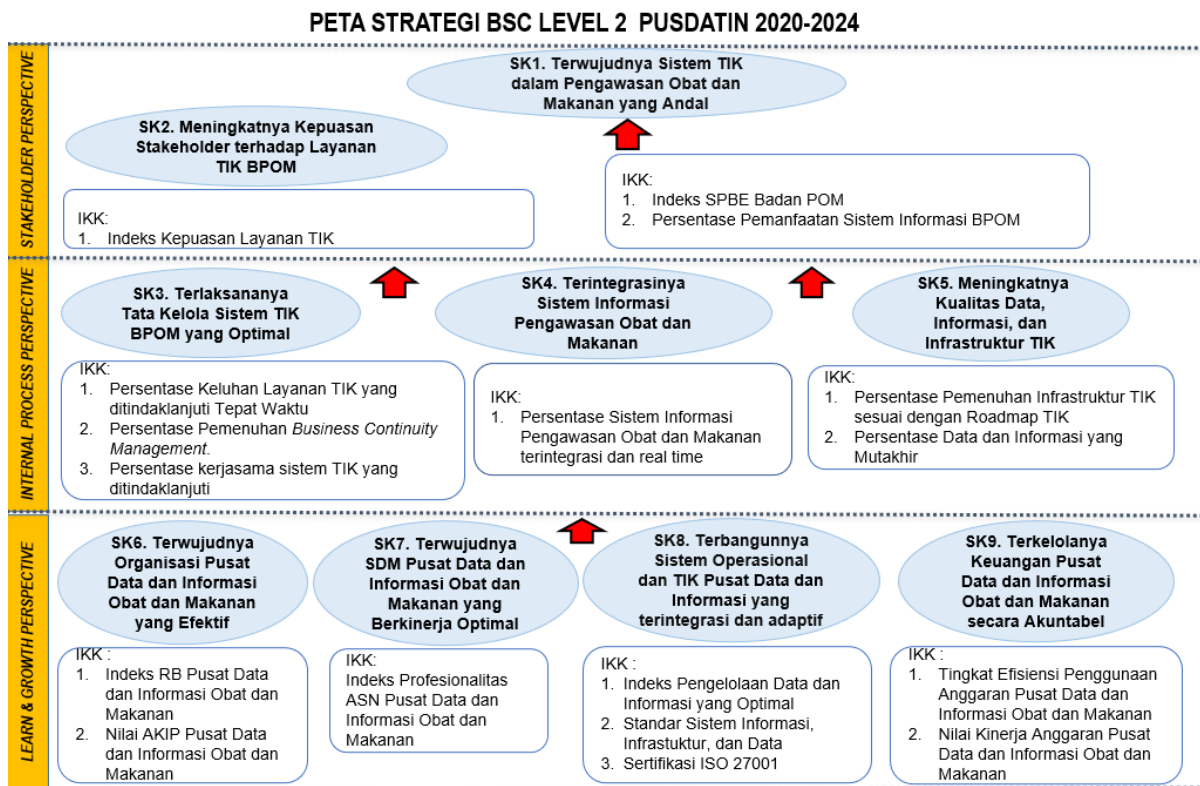 PETA STRATEGI BSC LEVEL 2 PUSDATIN 2020-2024
STAKEHOLDER PERSPECTIVE
SK1. Terwujudnya Sistem TIK
dalam Pengawasan Obat dan
Makanan yang Andal
SK2. Meningkatnya Kepuasan
Stakeholder terhadap Layanan
TIK BPOM
IKK:
1. Indeks Kepuasan Layanan TIK
IKK:
1. Indeks SPBE Badan POM
2. Persentase Pemanfaatan Sistem Informasi BPOM
INTERNAL PROCESS PERSPECTIVE
SK3. Terlaksananya
Tata Kelola Sistem TIK
BPOM yang Optimal
IKK:
1. Persentase Keluhan Layanan TIK yang
ditindaklanjuti Tepat Waktu
2. Persentase Pemenuhan Business Continuity
Management.
3. Persentase kerjasama sistem TIK yang
ditindaklanjuti
SK4. Terintegrasinya
Sistem Informasi
Pengawasan Obat dan
Makanan
IKK:
1. Persentase Sistem Informasi
Pengawasan Obat dan Makanan
terintegrasi dan real time
SK5. Meningkatnya
Kualitas Data,
Informasi, dan
Infrastruktur TIK
IKK:
1. Persentase Pemenuhan Infrastruktur TIK
sesuai dengan Roadmap TIK
2. Persentase Data dan Informasi yang
Mutakhir
LEARN & GROWTH PERSPECTIVE
SK6. Terwujudnya
Organisasi Pusat
Data dan Informasi
Obat dan Makanan
yang Efektif
IKK :
1. Indeks RB Pusat Data
dan Informasi Obat dan
Makanan
2. Nilai AKIP Pusat Data
dan Informasi Obat dan
Makanan
SK7. Terwujudnya
SDM Pusat Data dan
Informasi Obat dan
Makanan yang
Berkinerja Optimal
IKK:
Indeks Profesionalitas
ASN Pusat Data dan
Informasi Obat dan
Makanan
SK8. Terbangunnya
Sistem Operasional
dan TIK Pusat Data dan
Informasi yang
terintegrasi dan adaptif
IKK :
1. Indeks Pengelolaan Data dan
Informasi yang Optimal
2. Standar Sistem Informasi,
Infrastuktur, dan Data
3. Sertifikasi ISO 27001
SK9. Terkelolanya
Keuangan Pusat
Data dan Informasi
Obat dan Makanan
secara Akuntabel
IKK :
1. Tingkat Efisiensi Penggunaan
Anggaran Pusat Data dan
Informasi Obat dan Makanan
2. Nilai Kinerja Anggaran Pusat
Data dan Informasi Obat dan
Makanan